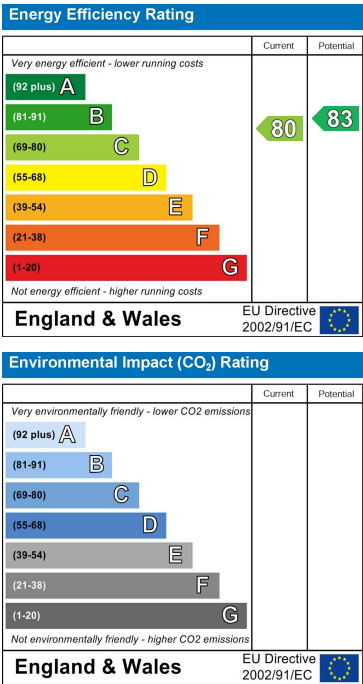 Energy Efficiency Rating
Current Potential
Very energy efficient - lower running costs
(92 plus) A
(81-91) B
(69-80) C
(55-68) D
(39-54) E
(21-38) F
(1-20) G
80
83
Not energy efficient - higher running costs
England & Wales
EU Directive
2002/91/EC
Environmental Impact (CO₂) Rating
Current Potential
Very environmentally friendly - lower CO2 emissions
(92 plus) A
(81-91) B
(69-80) C
(55-68) D
(39-54) E
(21-38) F
(1-20) G
Not environmentally friendly - higher CO2 emissions
England & Wales
EU Directive
2002/91/EC